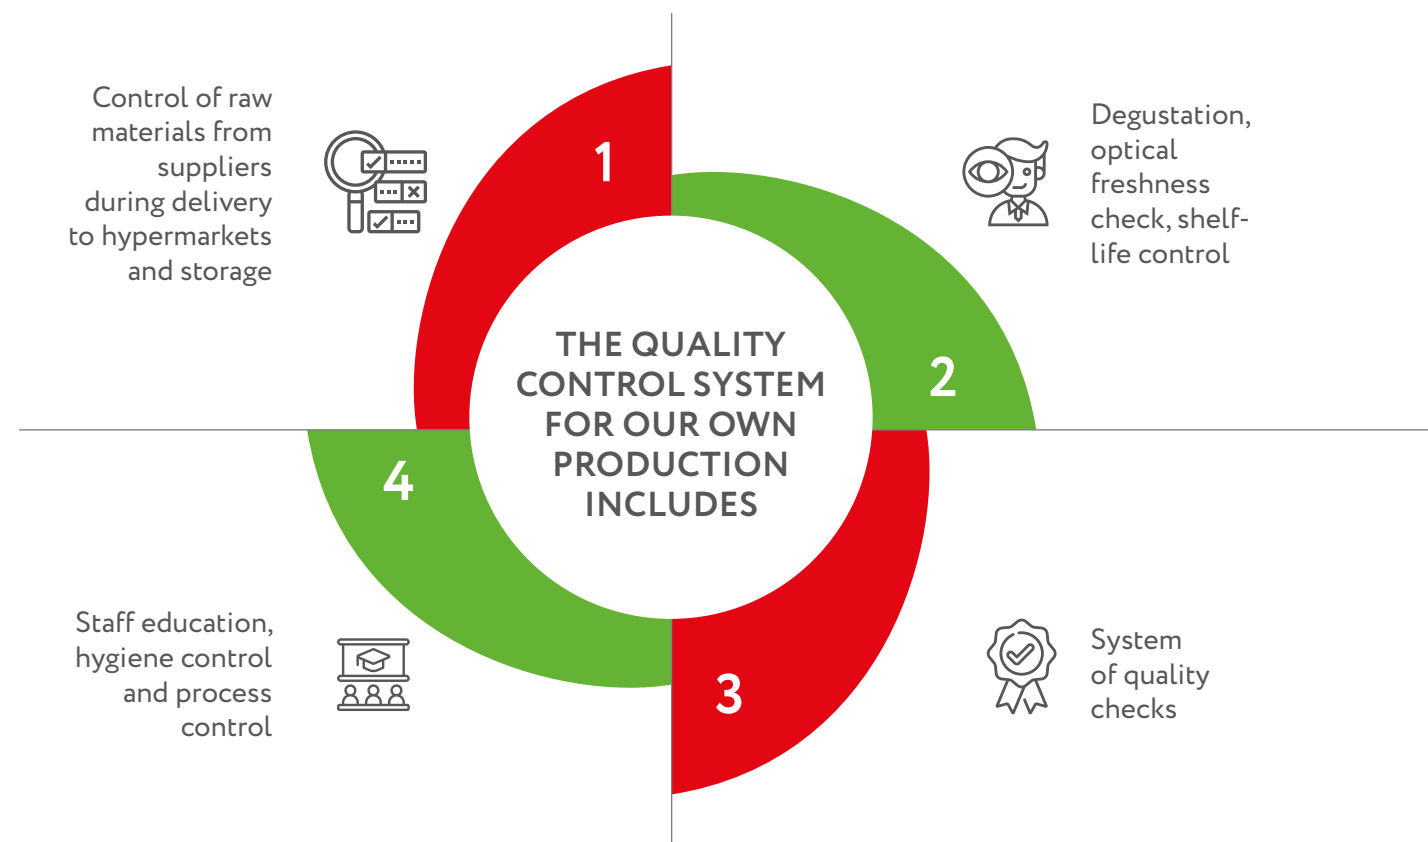 THE QUALITY
CONTROL SYSTEM
FOR OUR OWN
PRODUCTION
INCLUDES
1
Control of raw
materials from
suppliers
during delivery
to hypermarkets
and storage
2
Degustation,
optical
freshness
check, shelf-
life control
3
System
of quality
checks
4
Staff education,
hygiene control
and process
control